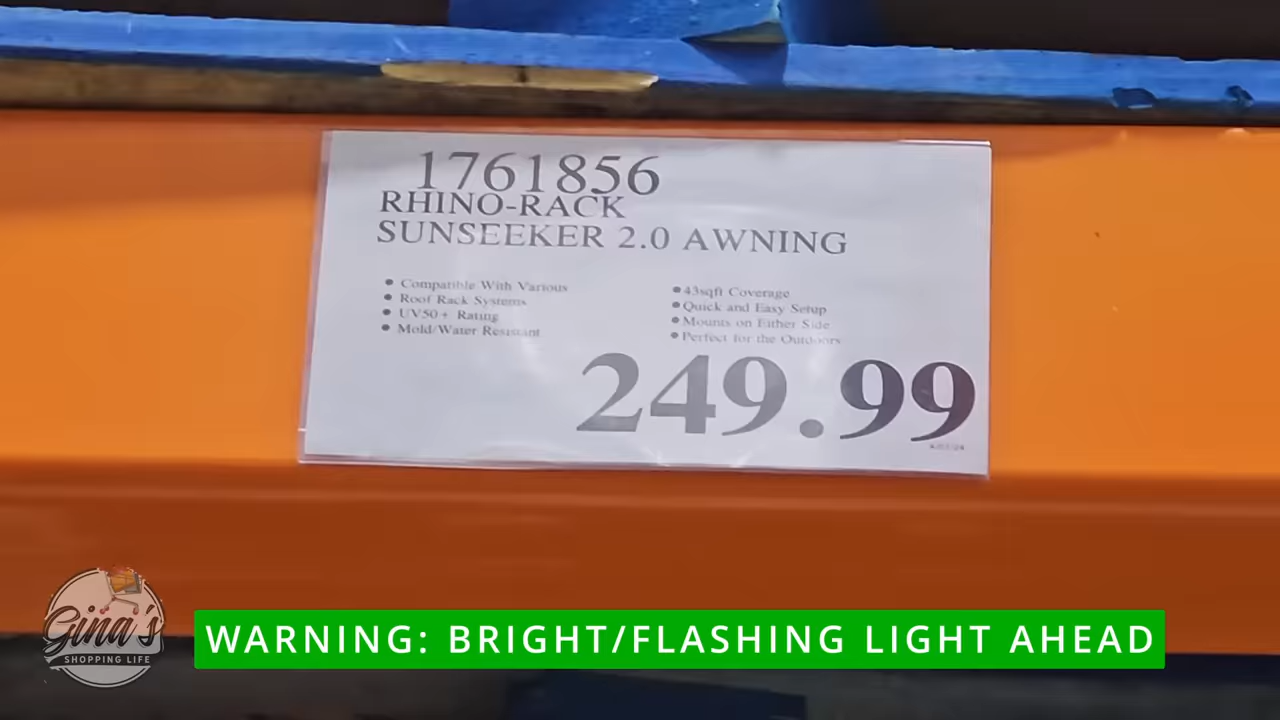 1761856
RHINO-RACK
SUNSEEKER 2.0 AWNING
• Compatible With Various
• Roof Rack Systems
• UV50+ Rating
• Mold/Water Resistant
• 43sqft Coverage
• Quick and Easy Setup
• Mounts on Either Side
• Perfect for the Outdoors
249.99
Gina's
SHOPPING LIFE
WARNING: BRIGHT/FLASHING LIGHT AHEAD